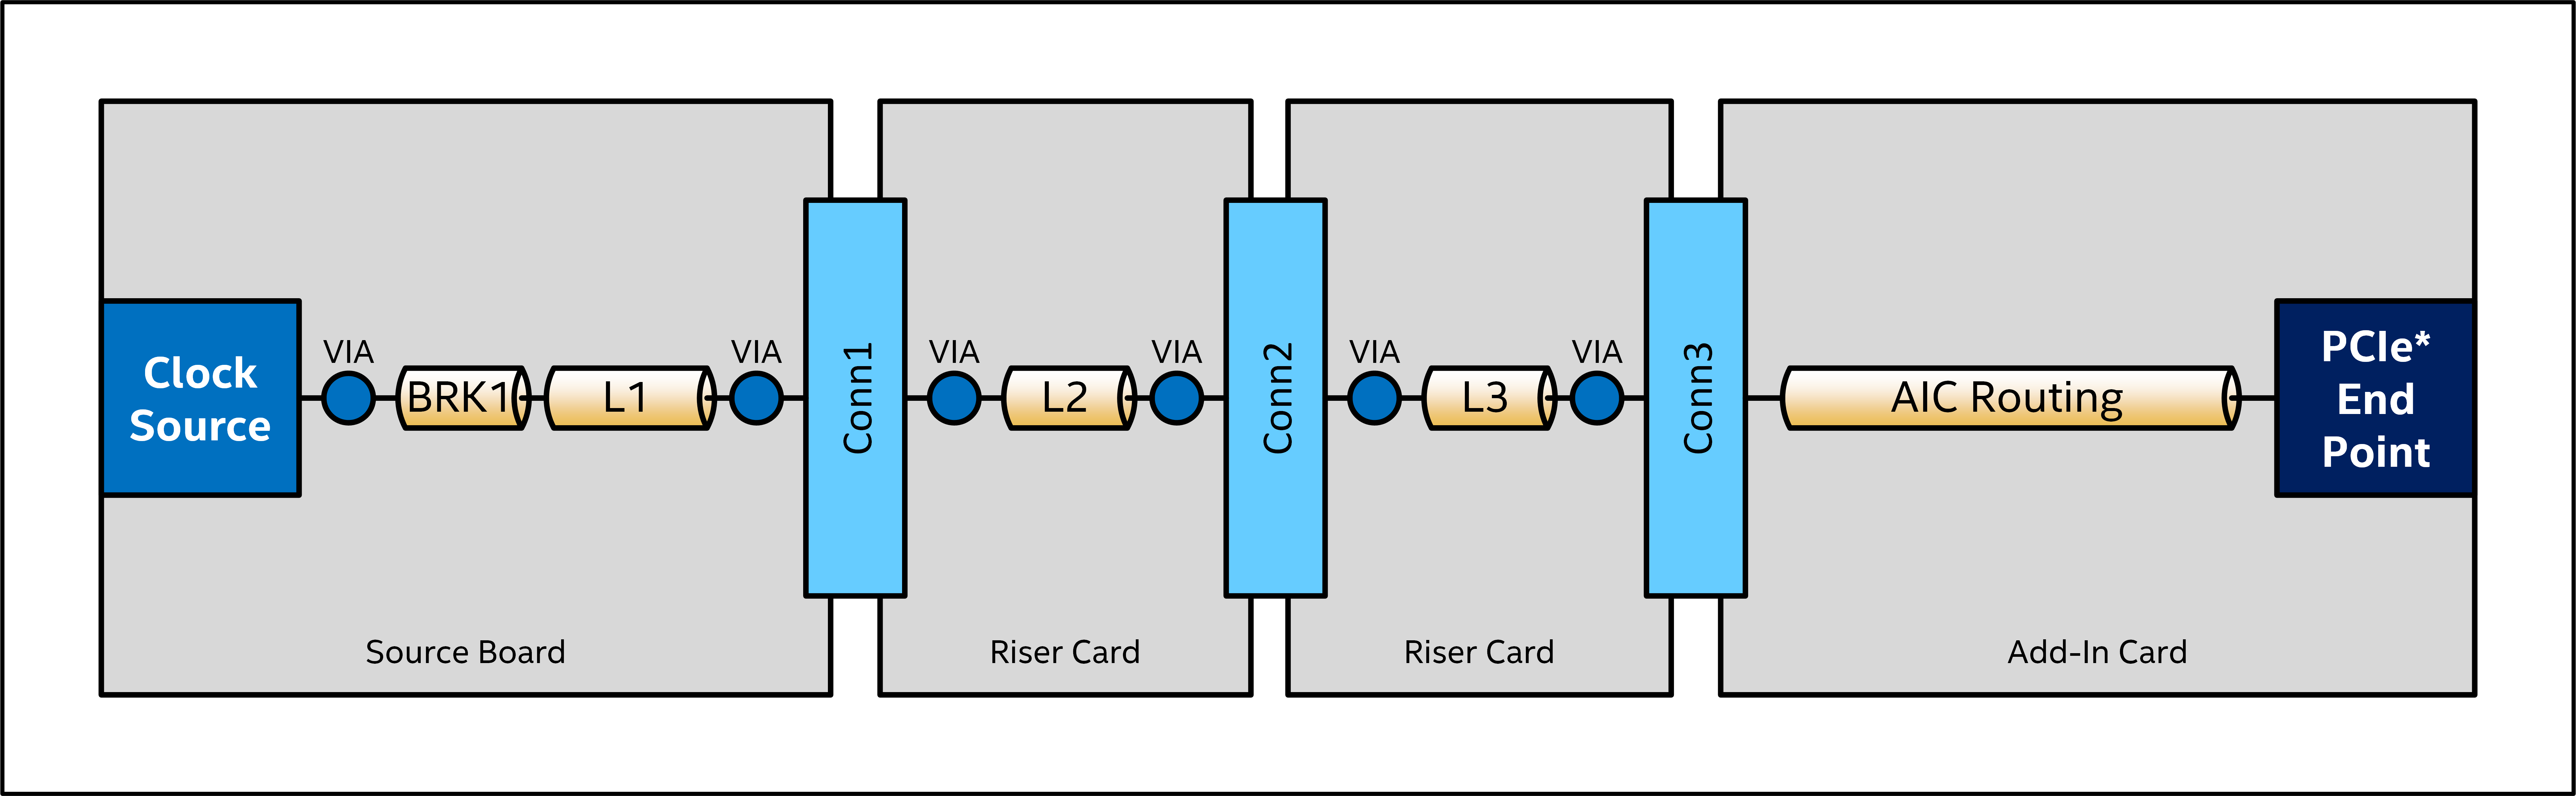 Clock
Source
VIA
BRK1
L1
VIA
Conn1
VIA
L2
VIA
Conn2
VIA
L3
VIA
Conn3
AIC Routing
PCIe*
End
Point
Source Board
Riser Card
Riser Card
Add-In Card